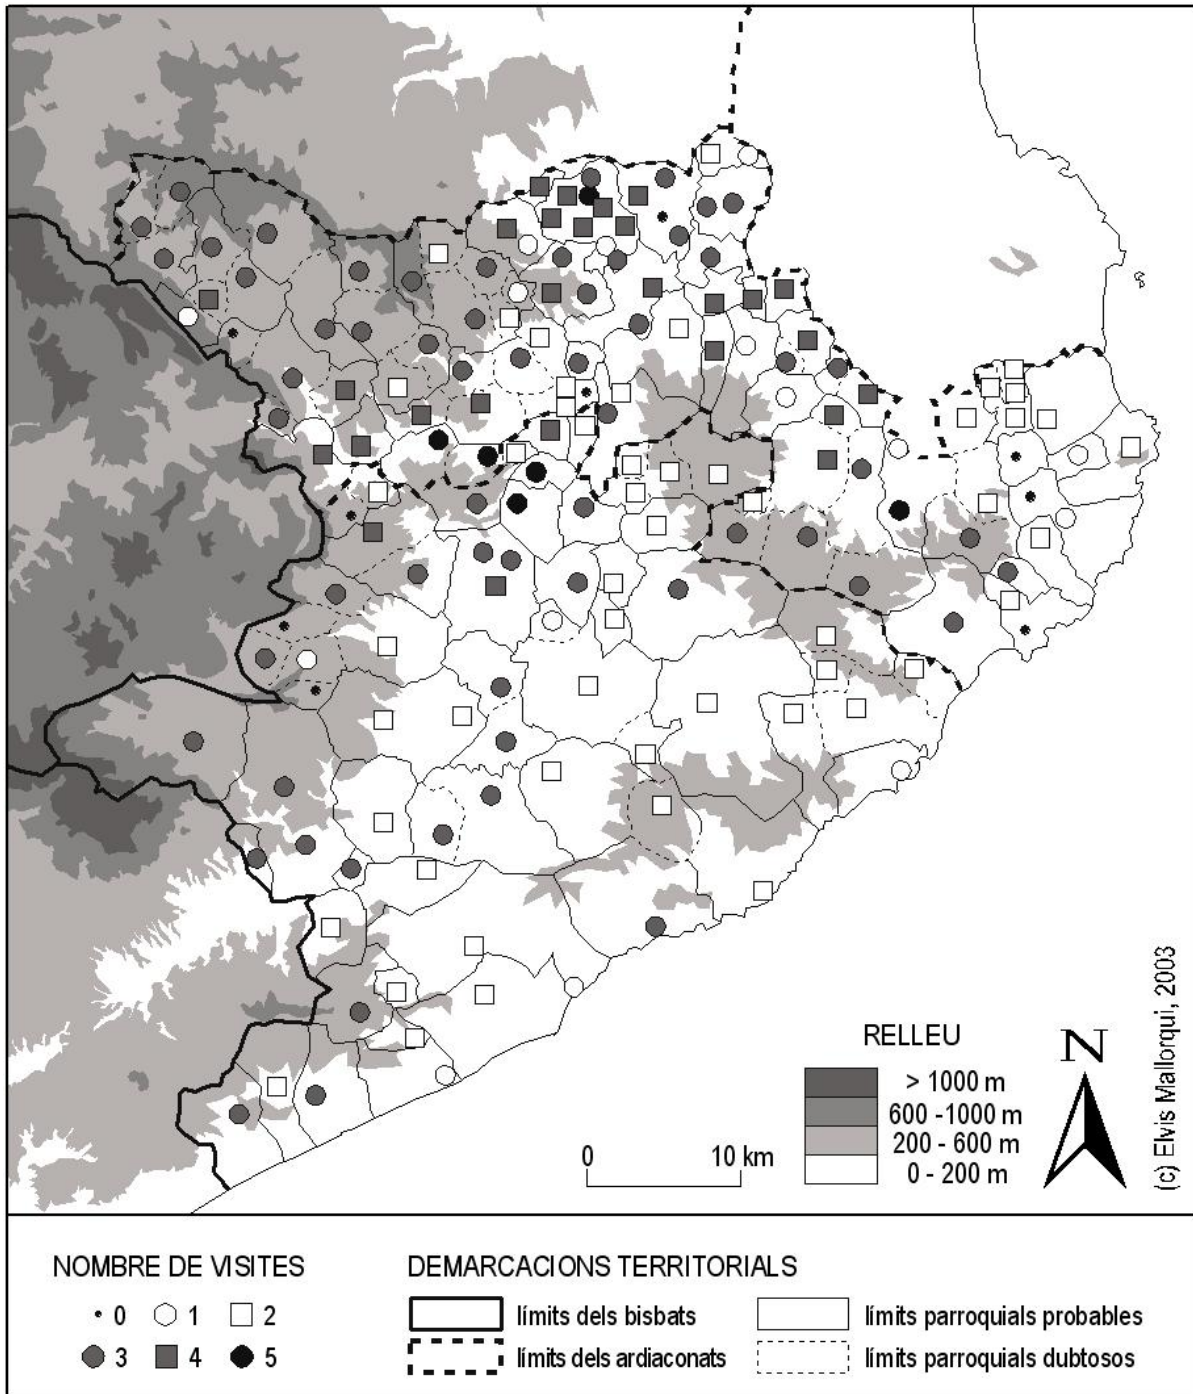 RELLEU
> 1000 m
600 -1000 m
200 - 600 m
0 - 200 m
N
0 10 km
(c) Elvis Mallorqui, 2003
NOMBRE DE VISITES
0 1 2
3 4 5
DEMARCACIONS TERRITORIALS
límits dels bisbats
límits dels ardiaconats
límits parroquials probables
límits parroquials dubtosos